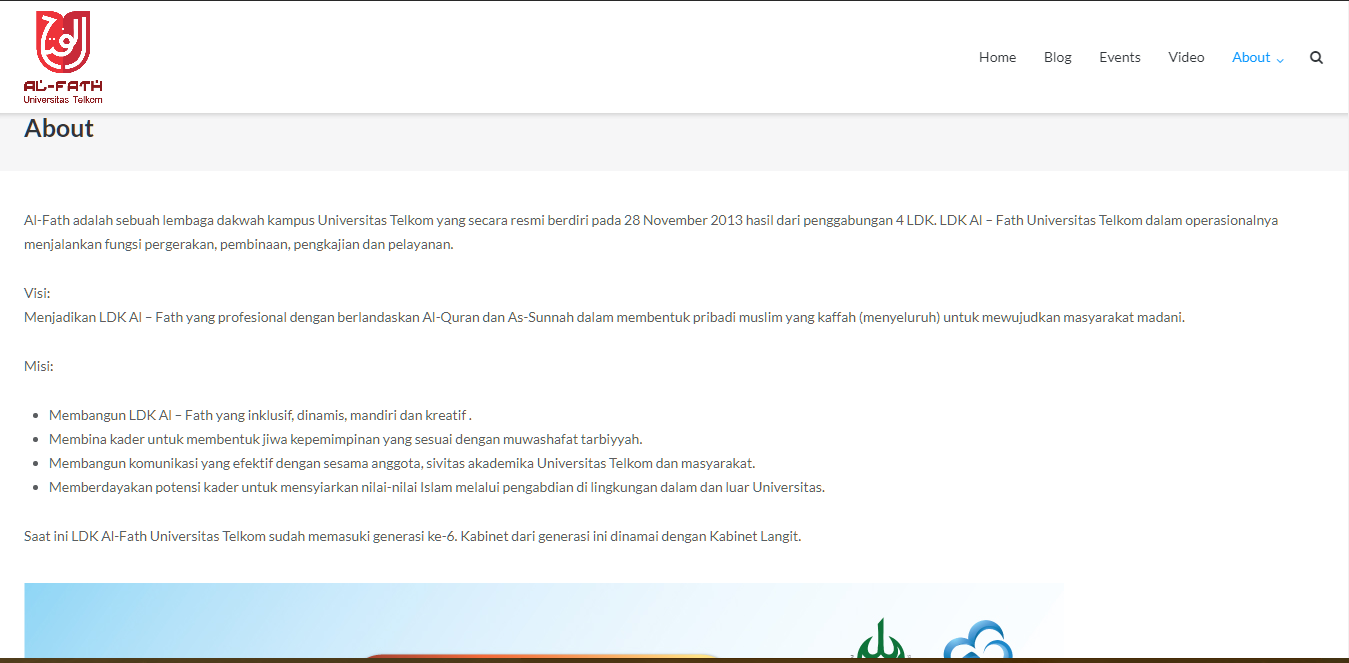 الفتح
AL-FATH
Universitas Telkom
Home Blog Events Video About
About
Al-Fath adalah sebuah lembaga dakwah kampus Universitas Telkom yang secara resmi berdiri pada 28 November 2013 hasil dari penggabungan 4 LDK. LDK Al – Fath Universitas Telkom dalam operasionalnya
menjalankan fungsi pergerakan, pembinaan, pengkajian dan pelayanan.
Visi:
Menjadikan LDK Al – Fath yang profesional dengan berlandaskan Al-Quran dan As-Sunnah dalam membentuk pribadi muslim yang kaffah (menyeluruh) untuk mewujudkan masyarakat madani.
Misi:
Membangun LDK Al – Fath yang inklusif, dinamis, mandiri dan kreatif .
Membina kader untuk membentuk jiwa kepemimpinan yang sesuai dengan muwashafat tarbiyyah.
Membangun komunikasi yang efektif dengan sesama anggota, sivitas akademika Universitas Telkom dan masyarakat.
Memberdayakan potensi kader untuk mensyiarkan nilai-nilai Islam melalui pengabdian di lingkungan dalam dan luar Universitas.
Saat ini LDK Al-Fath Universitas Telkom sudah memasuki generasi ke-6. Kabinet dari generasi ini dinamai dengan Kabinet Langit.